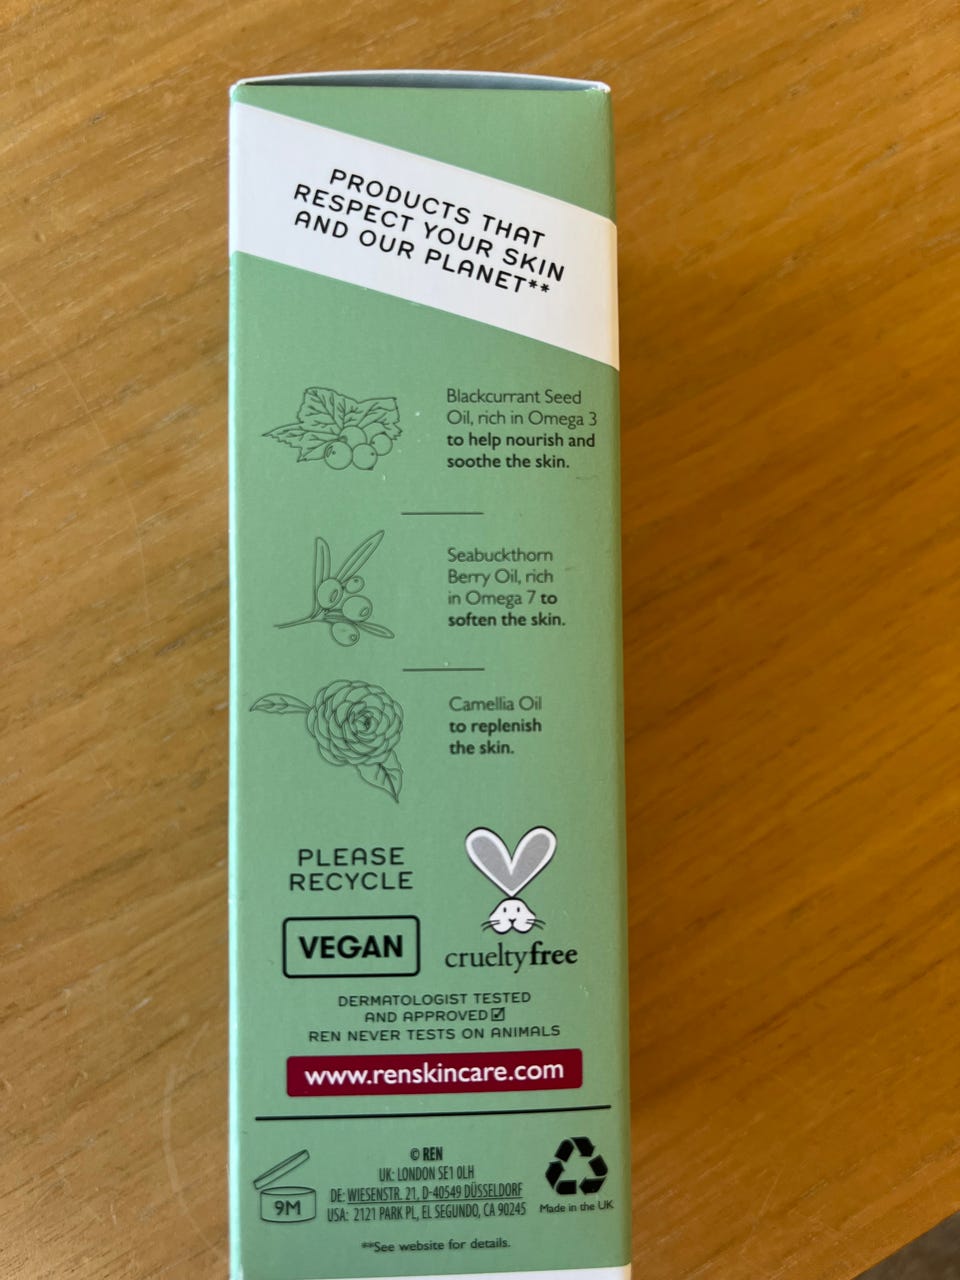 PRODUCTS THAT
RESPECT YOUR SKIN
AND OUR PLANET**
Blackcurrant Seed
Oil, rich in Omega 3
to help nourish and
soothe the skin.
Seabuckthorn
Berry Oil, rich
in Omega 7 to
soften the skin.
Camellia Oil
to replenish
the skin.
PLEASE
RECYCLE
VEGAN
crueltyfree
DERMATOLOGIST TESTED
AND APPROVED☑
REN NEVER TESTS ON ANIMALS
www.renskincare.com
9M
© REN
UK: LONDON SE1 0LH
DE: WIESENSTR. 21, D-40549 DÜSSELDORF
USA: 2121 PARK PL, EL SEGUNDO, CA 90245
Made in the UK
**See website for details.